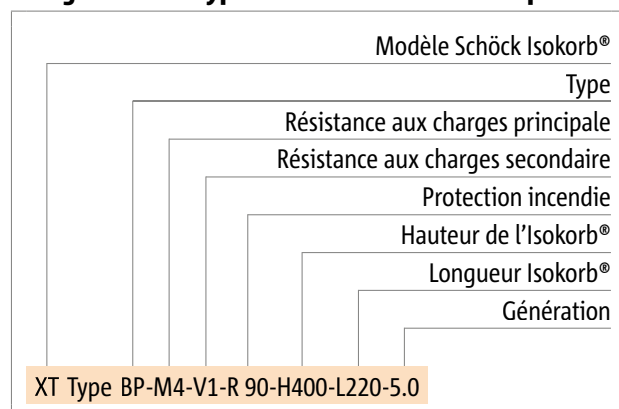 Modèle Schöck Isokorb®
Type
Résistance aux charges principale
Résistance aux charges secondaire
Protection incendie
Hauteur de l'Isokorb®
Longueur Isokorb®
Génération
XT Type BP-M4-V1-R 90-H400-L220-5.0